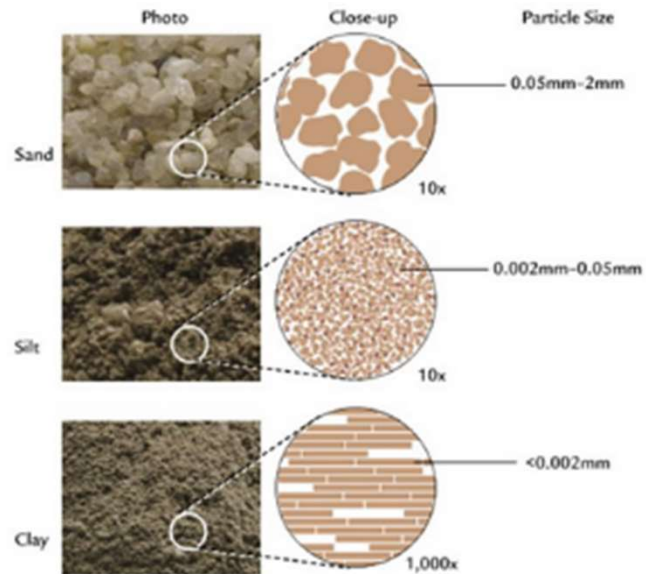 Photo Close-up Particle Size
0.05mm–2mm
Sand
10x
0.002mm–0.05mm
Silt
10x
<0.002mm
Clay
1,000x